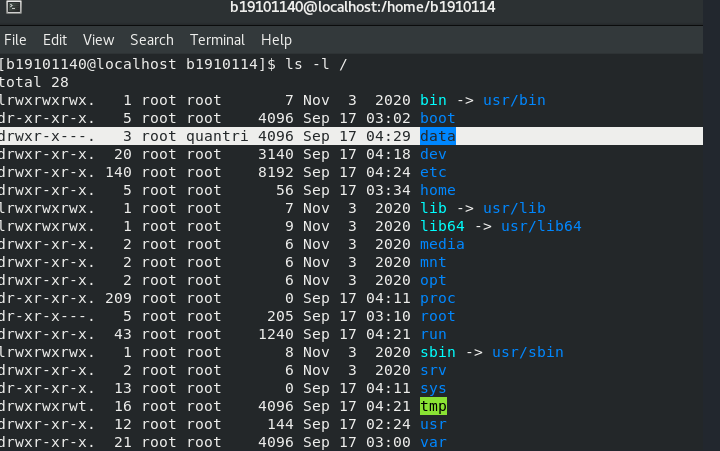 b19101140@localhost:/home/b1910114
File Edit View Search Terminal Help
[b19101140@localhost b1910114]$ ls -l /
total 28
lrwxrwxrwx.   1 root root       7 Nov  3  2020 bin -> usr/bin
dr-xr-xr-x.   5 root root    4096 Sep 17 03:02 boot
drwxr-x---.   3 root quantri 4096 Sep 17 04:29 data
drwxr-xr-x.  20 root root    3140 Sep 17 04:18 dev
drwxr-xr-x. 140 root root    8192 Sep 17 04:24 etc
drwxr-xr-x.   5 root root      56 Sep 17 03:34 home
lrwxrwxrwx.   1 root root       7 Nov  3  2020 lib -> usr/lib
lrwxrwxrwx.   1 root root       9 Nov  3  2020 lib64 -> usr/lib64
drwxr-xr-x.   2 root root       6 Nov  3  2020 media
drwxr-xr-x.   2 root root       6 Nov  3  2020 mnt
drwxr-xr-x.   2 root root       6 Nov  3  2020 opt
dr-xr-xr-x. 209 root root       0 Sep 17 04:11 proc
dr-xr-x---.   5 root root     205 Sep 17 03:10 root
drwxr-xr-x.  43 root root    1240 Sep 17 04:21 run
lrwxrwxrwx.   1 root root       8 Nov  3  2020 sbin -> usr/sbin
drwxr-xr-x.   2 root root       6 Nov  3  2020 srv
dr-xr-xr-x.  13 root root       0 Sep 17 04:11 sys
drwxrwxrwt.  16 root root    4096 Sep 17 04:21 tmp
drwxr-xr-x.  12 root root     144 Sep 17 02:24 usr
drwxr-xr-x.  21 root root    4096 Sep 17 03:00 var